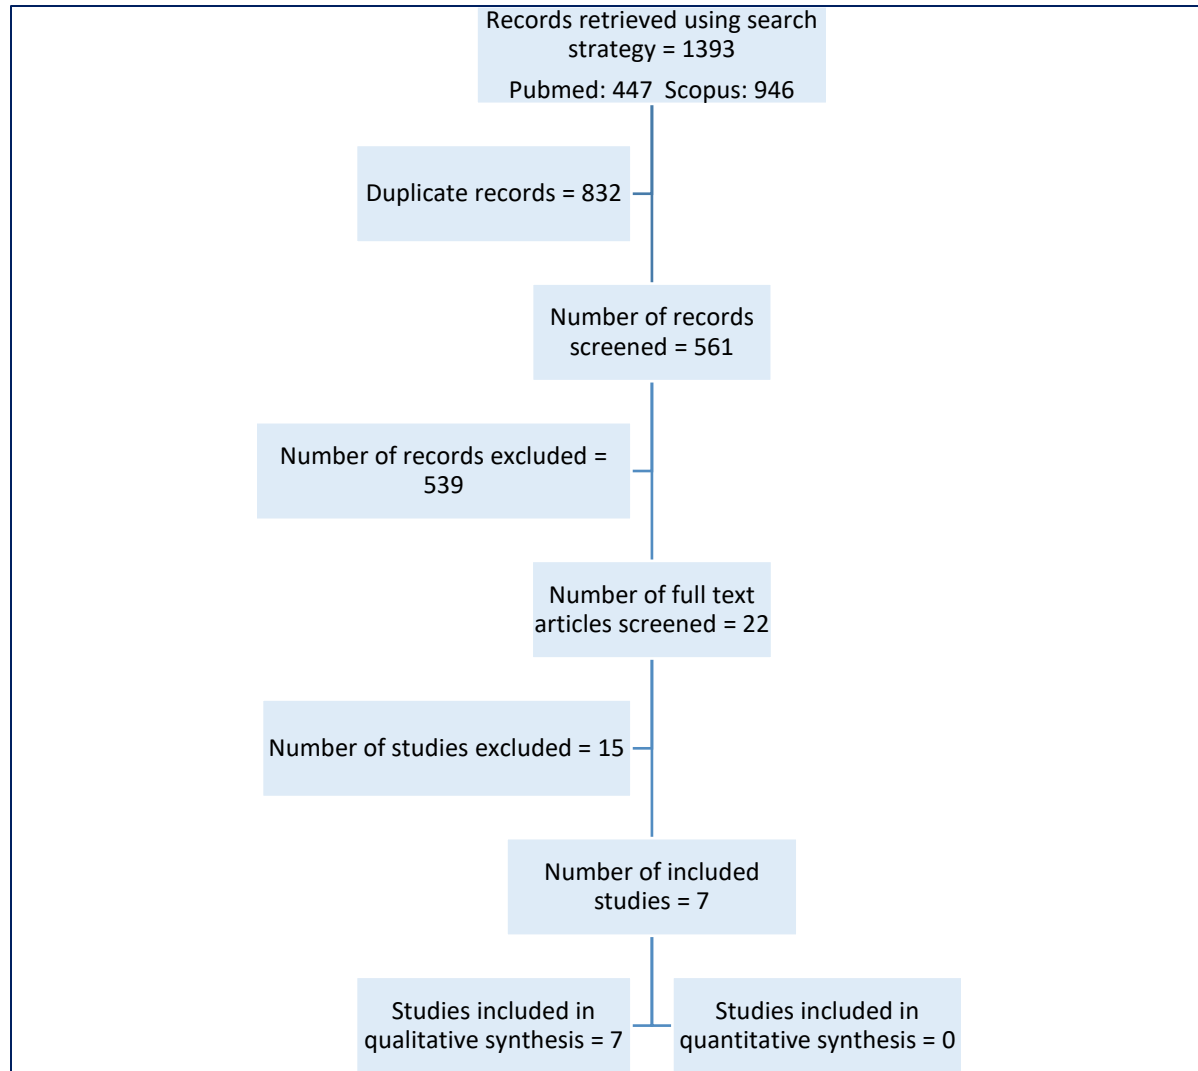 Records retrieved using search
strategy = 1393
Pubmed: 447 Scopus: 946
Duplicate records = 832
Number of records
screened = 561
Number of records excluded =
539
Number of full text
articles screened = 22
Number of studies excluded = 15
Number of included
studies = 7
Studies included in
qualitative synthesis = 7
Studies included in
quantitative synthesis = 0